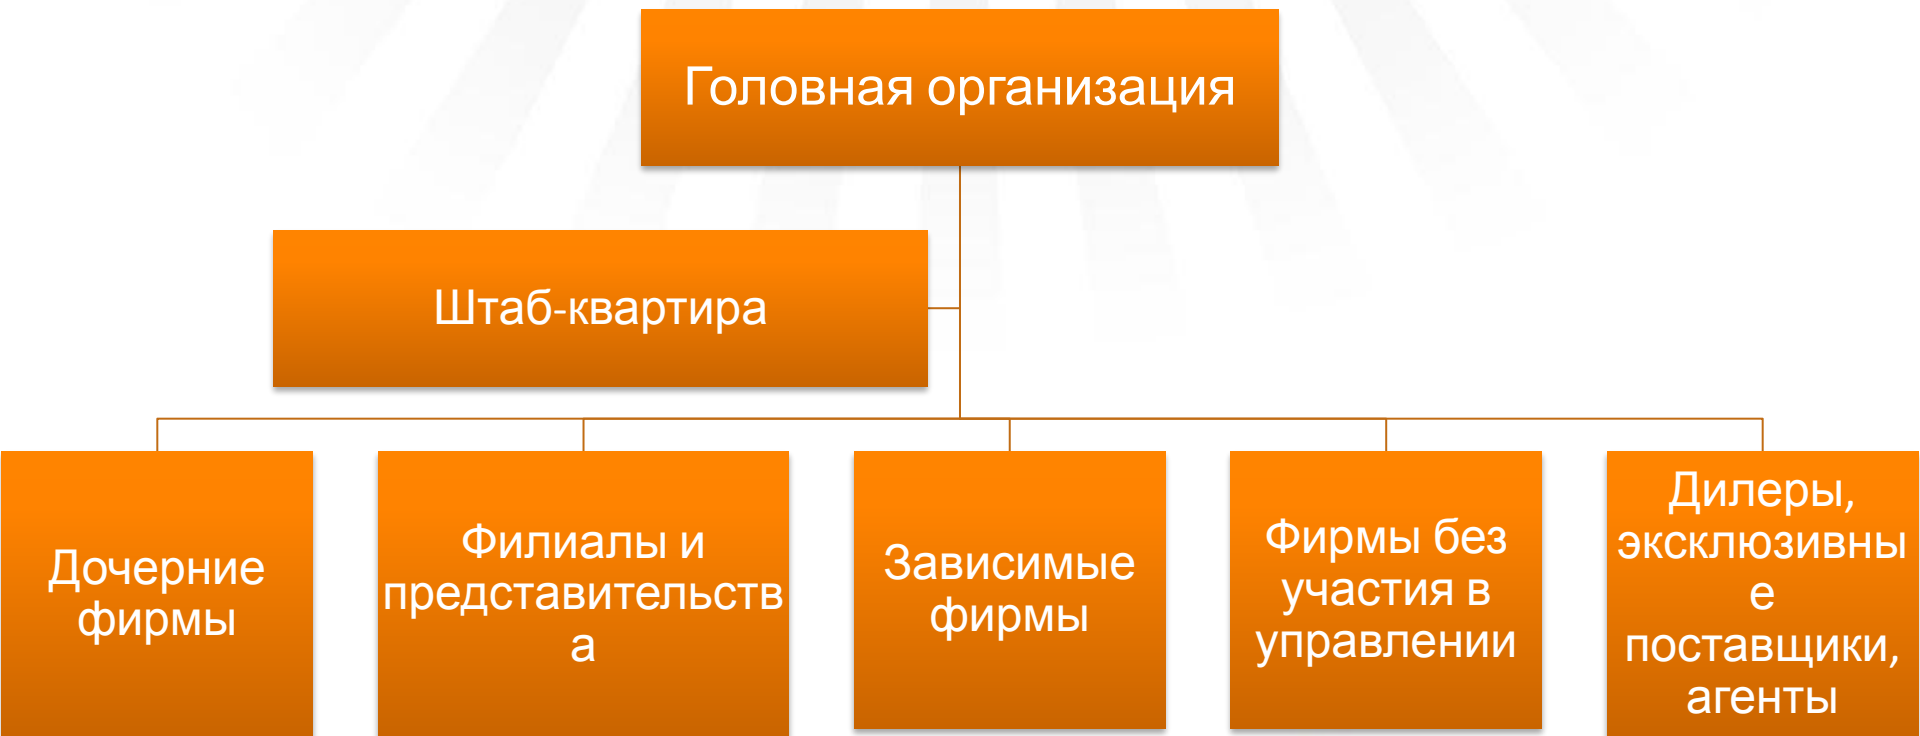 Головная организация
Штаб-квартира
Дочерние
фирмы
Филиалы и
представительств
а
Зависимые
фирмы
Фирмы без
участия в
управлении
Дилеры,
эксклюзивны
е
поставщики,
агенты